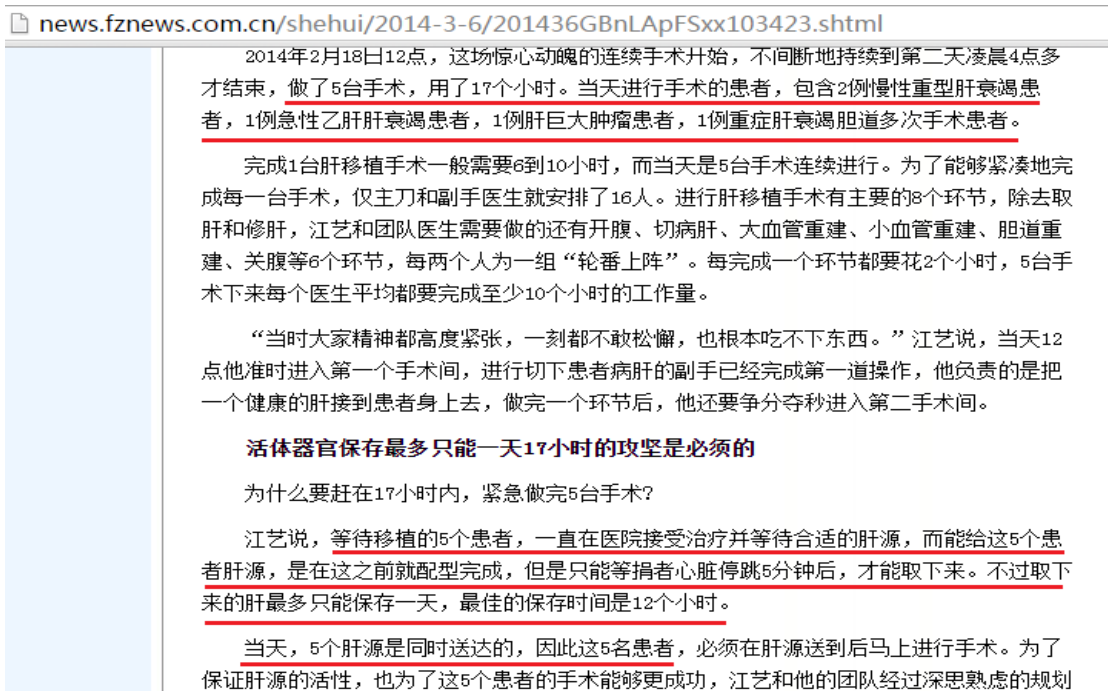 news.fznews.com.cn/shehui/2014-3-6/201436GBnLApFSxx103423.shtml
2014年2月18日12点，这场惊心动魄的连续手术开始，不间断地持续到第二天凌晨4点多
才结束，做了5台手术，用了17个小时。当天进行手术的患者，包含2例慢性重型肝衰竭患
者，1例急性乙肝肝衰竭患者，1例肝巨大肿瘤患者，1例重症肝衰竭胆道多次手术患者。
完成1台肝移植手术一般需要6到10小时，而当天是5台手术连续进行。为了能够紧凑地完
成每一台手术，仅主刀和副手医生就安排了16人。进行肝移植手术有主要的8个环节，除去取
肝和修肝，江艺和团队医生需要做的还有开腹、切病肝、大血管重建、小血管重建、胆道重
建、关腹等6个环节，每两个人为一组“轮番上阵”。每完成一个环节都要花2个小时，5台手
术下来每个医生平均都要完成至少10个小时的工作量。
“当时大家精神都高度紧张，一刻都不敢松懈，也根本吃不下东西。”江艺说，当天12
点他准时进入第一个手术间，进行切下患者病肝的副手已经完成第一道操作，他负责的是把
一个健康的肝接到患者身上去，做完一个环节后，他还要争分夺秒进入第二手术间。
活体器官保存最多只能一天17小时的攻坚是必须的
为什么要赶在17小时内，紧急做完5台手术？
江艺说，等待移植的5个患者，一直在医院接受治疗并等待合适的肝源，而能给这5个患
者肝源，是在这之前就配型完成，但是只能等捐者心脏停跳5分钟后，才能取下来。不过取下
来的肝最多只能保存一天，最佳的保存时间是12个小时。
当天，5个肝源是同时送达的，因此这5名患者，必须在肝源送到后马上进行手术。为了
保证肝源的活性，也为了这5个患者的手术能够更成功，江艺和他的团队经过深思熟虑的规划